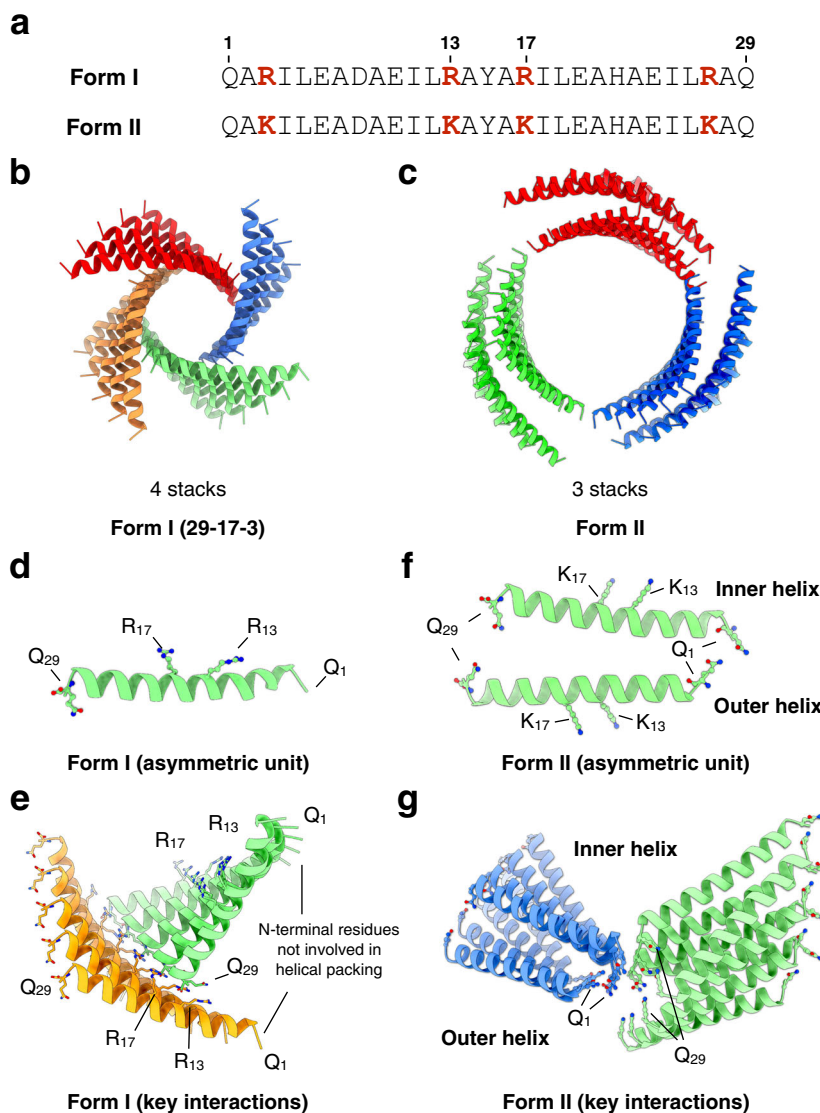 a
1 13 17 29
Form I QARILEADAEILRAYARILEAHAEILRAQ
Form II QAKILEADAEILKAYAKILEAHAEILKAQ
b
c
4 stacks
3 stacks
Form I (29-17-3)
Form II
d
R17
R13
Q29
Q1
Form I (asymmetric unit)
f
K17
K13
Inner helix
Q29
Q1
K17
K13
Outer helix
Form II (asymmetric unit)
e
R17
R13
Q1
N-terminal residues
not involved in
helical packing
Q29
Q29
R17
R13
Q1
Form I (key interactions)
g
Inner helix
Q1
Outer helix
Q29
Form II (key interactions)